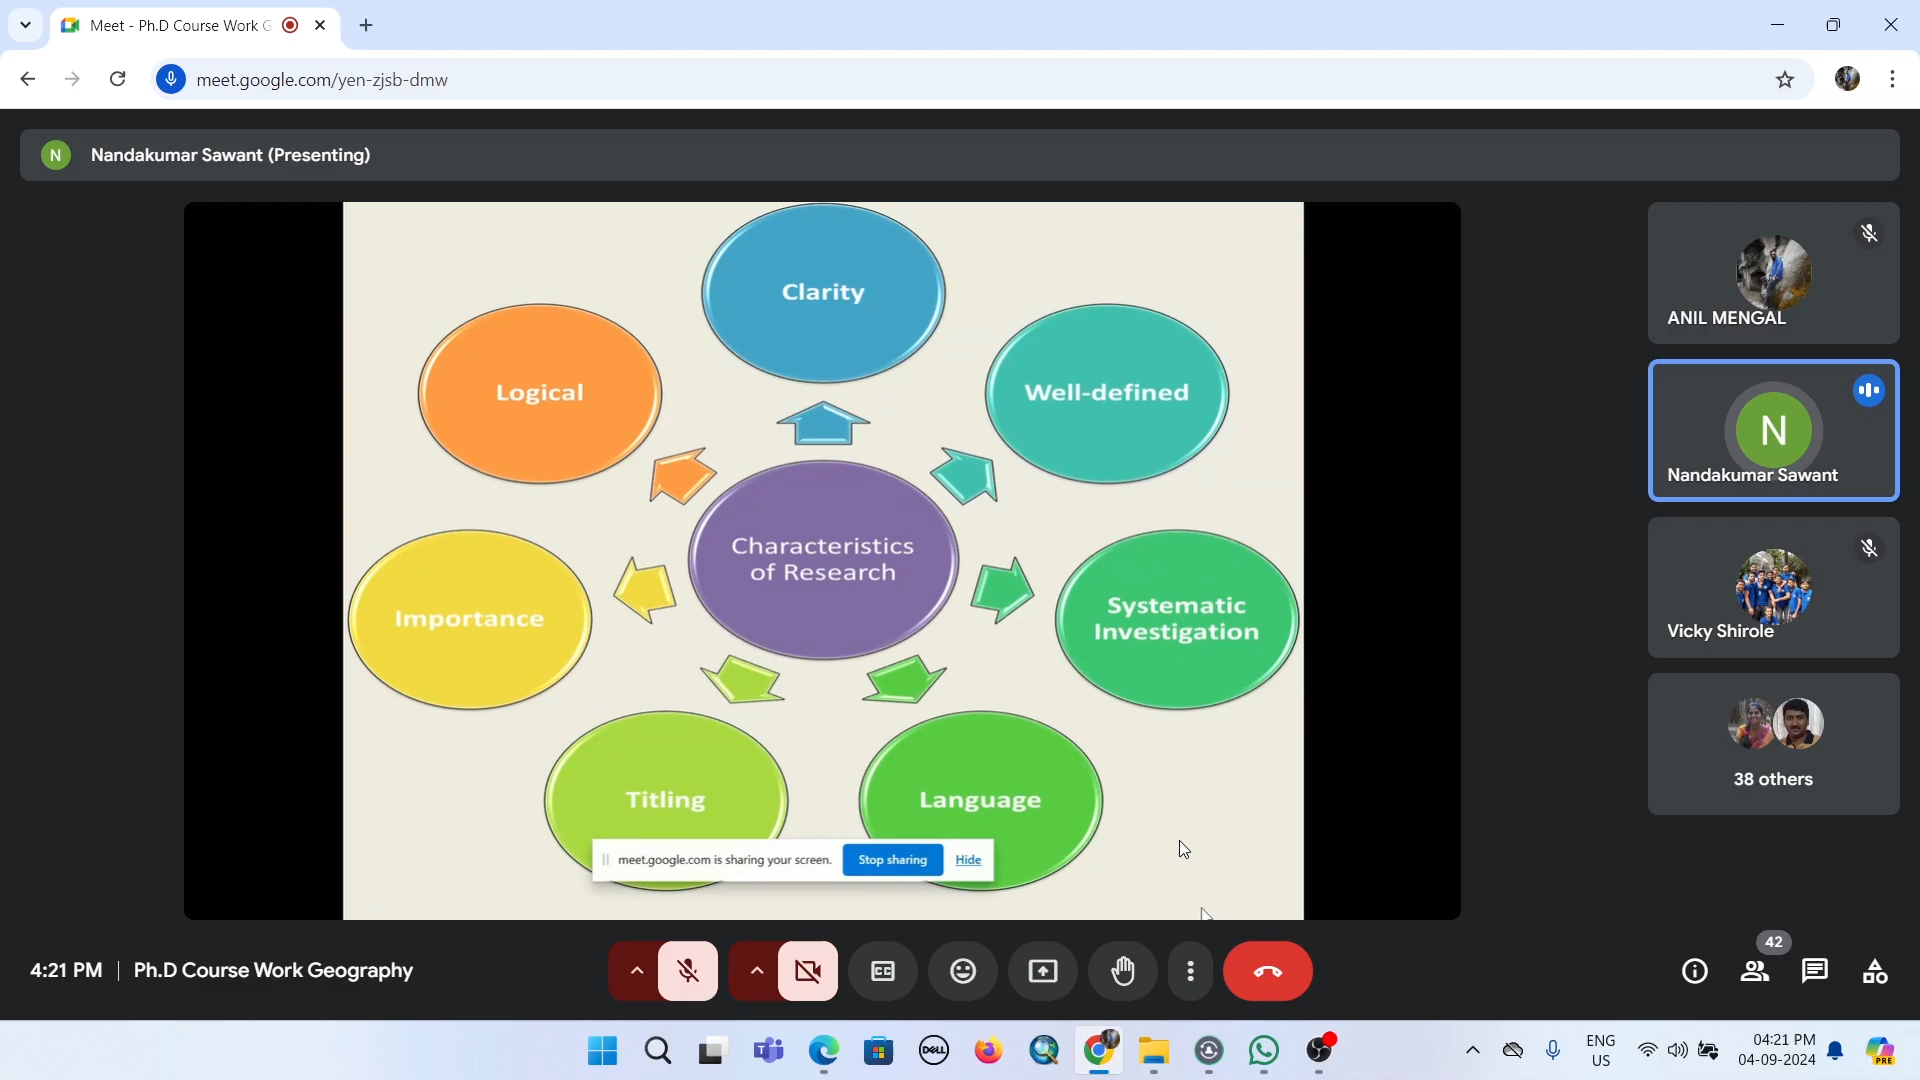 Meet - Ph.D Course Work G
meet.google.com/yen-zjsb-dmw
N
Nandakumar Sawant (Presenting)
Clarity
Logical
Well-defined
Characteristics
of Research
Importance
Systematic
Investigation
Titling
Language
meet.google.com is sharing your screen.
Stop sharing
Hide
ANIL MENGAL
N
Nandakumar Sawant
Vicky Shirole
38 others
4:21 PM
Ph.D Course Work Geography
42
DELL
ENG
US
04:21 PM
04-09-2024
PRE